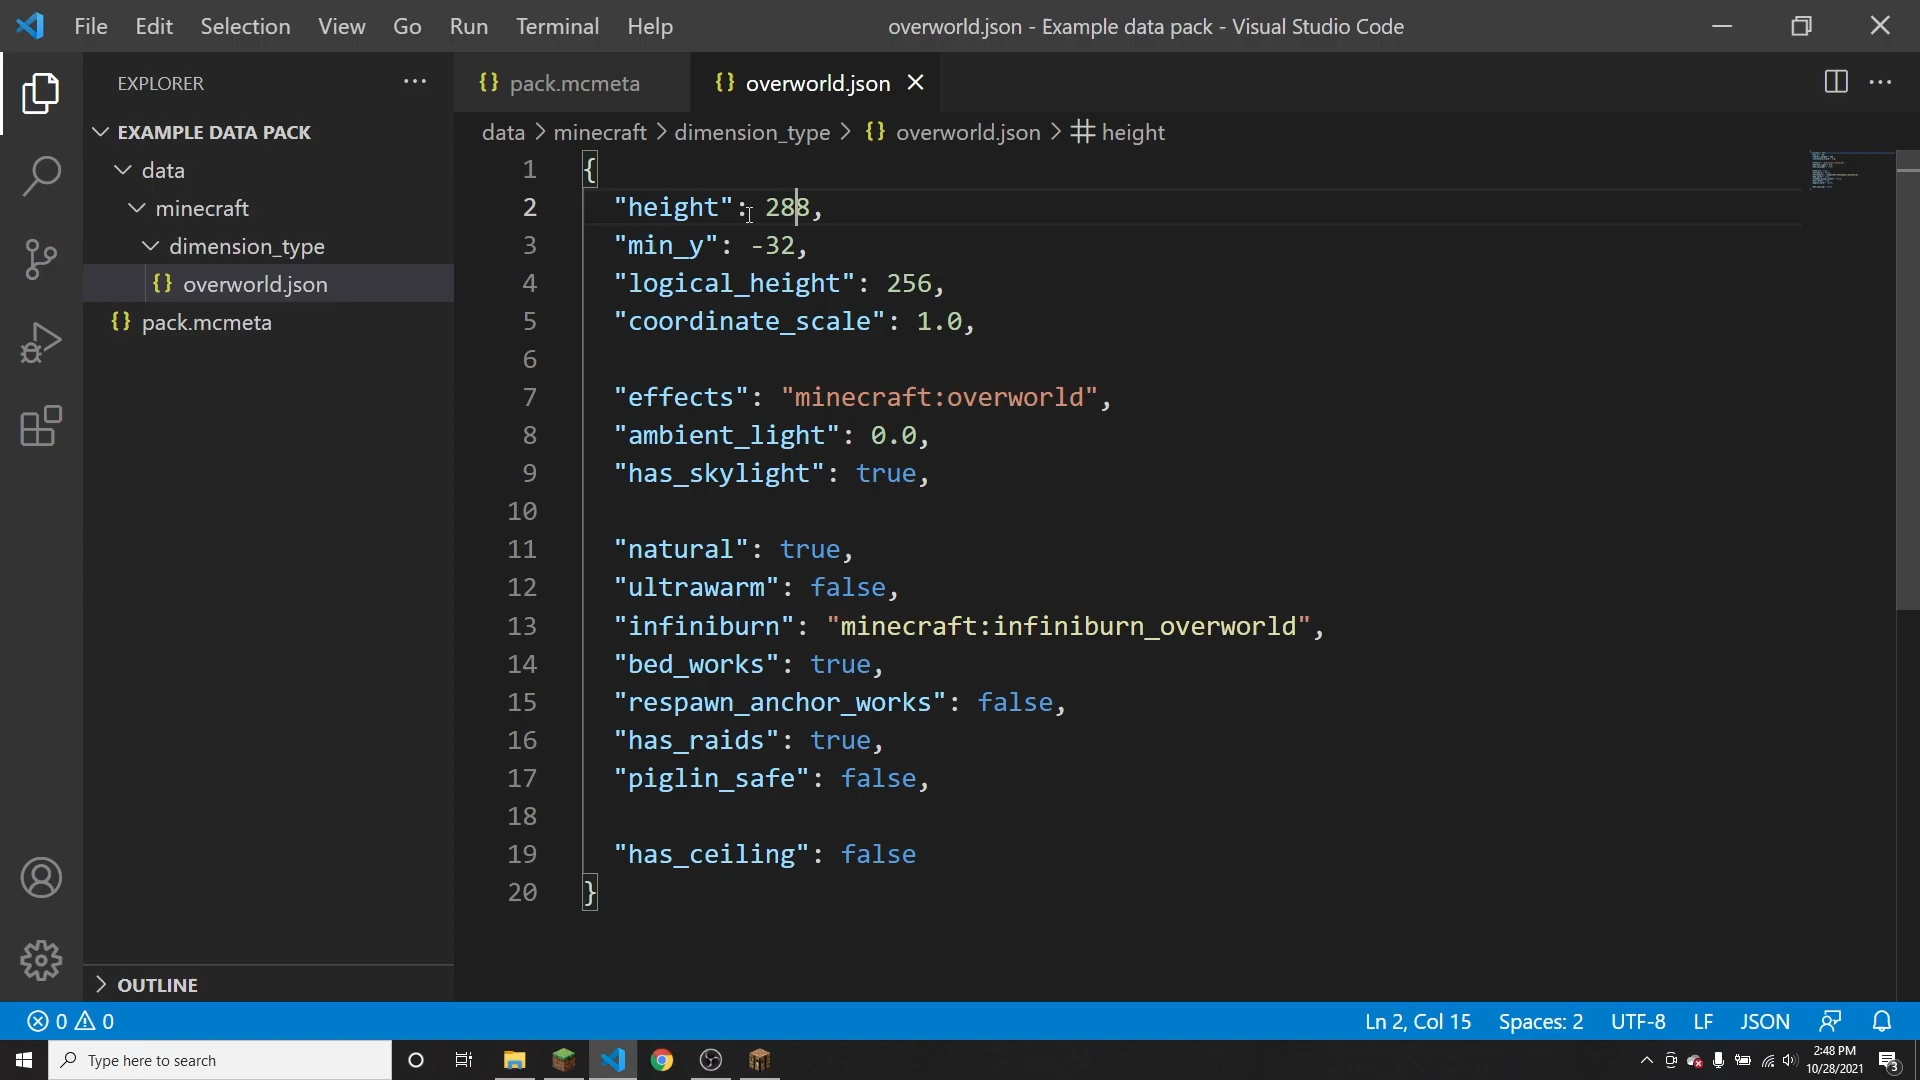 File Edit Selection View Go Run Terminal Help
overworld.json - Example data pack - Visual Studio Code
EXPLORER
EXAMPLE DATA PACK
data
minecraft
dimension_type
{} overworld.json
{} pack.mcmeta
OUTLINE
{} pack.mcmeta
{} overworld.json
data > minecraft > dimension_type > {} overworld.json > # height
1 {
2 "height": 288,
3 "min_y": -32,
4 "logical_height": 256,
5 "coordinate_scale": 1.0,
6
7 "effects": "minecraft:overworld",
8 "ambient_light": 0.0,
9 "has_skylight": true,
10
11 "natural": true,
12 "ultrawarm": false,
13 "infiniburn": "minecraft:infiniburn_overworld",
14 "bed_works": true,
15 "respawn_anchor_works": false,
16 "has_raids": true,
17 "piglin_safe": false,
18
19 "has_ceiling": false
20 }
0 0
Ln 2, Col 15 Spaces: 2 UTF-8 LF JSON
Type here to search
2:48 PM
10/28/2021
3